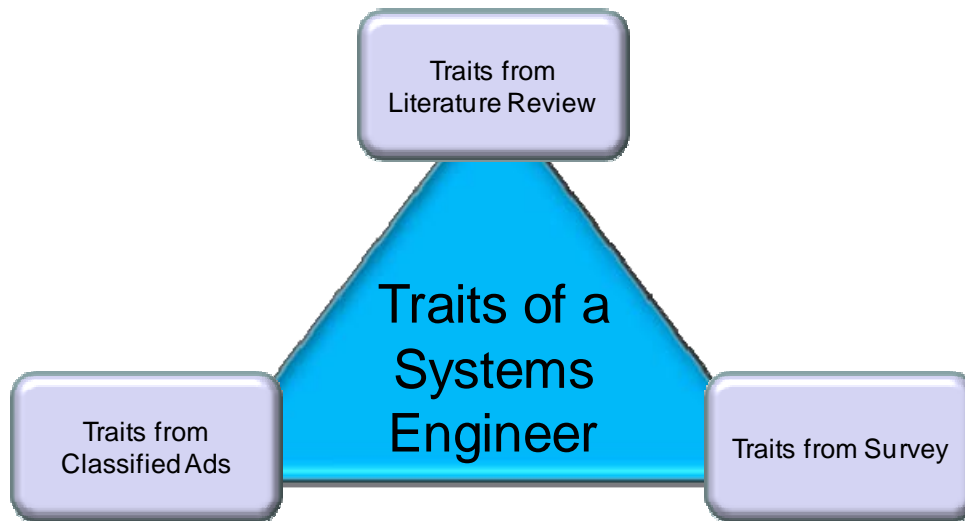 Traits from
Literature Review
Traits of a
Systems
Engineer
Traits from
Classified Ads
Traits from Survey